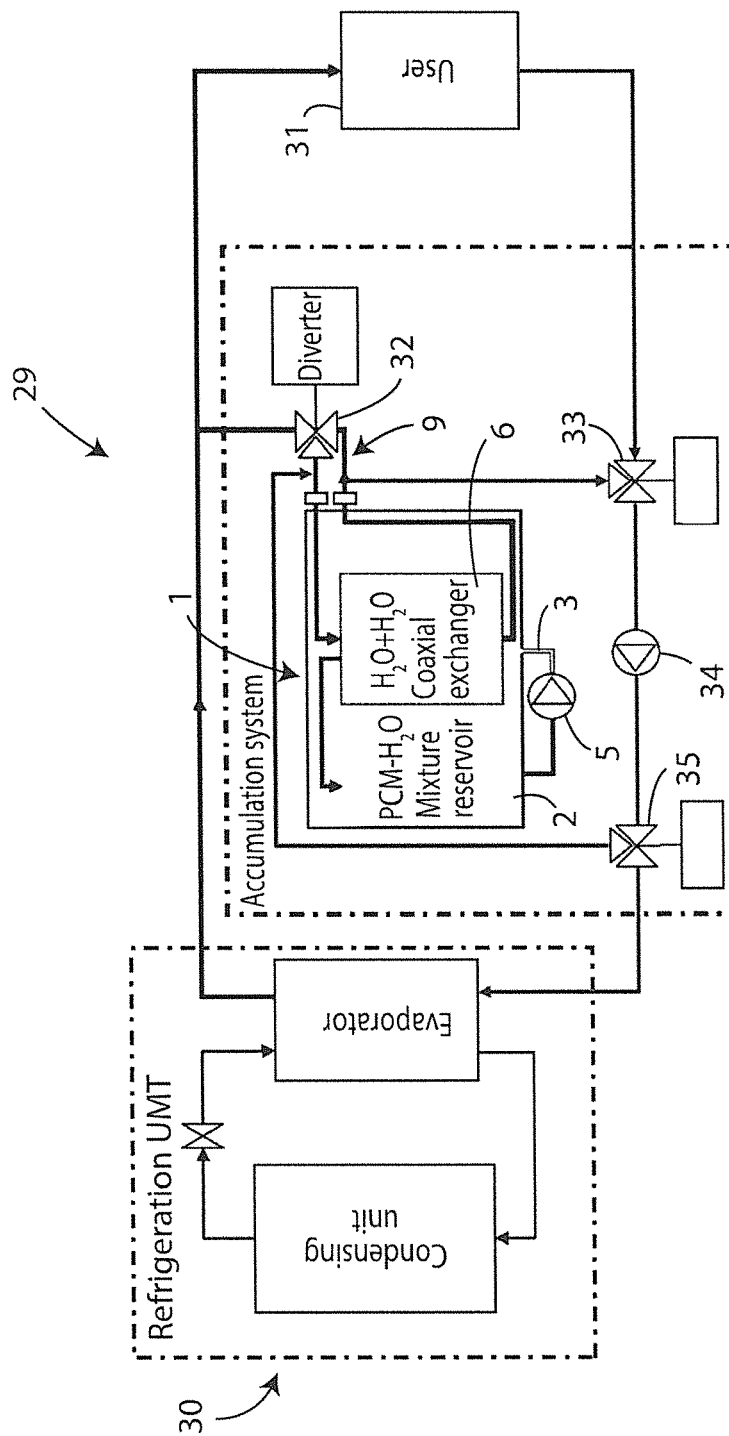 29
30
Refrigeration UMT
Condensing
unit
Evaporator
Accumulation system
1
PCM-H2O
Mixture
reservoir
2
H2O+H2O
Coaxial
exchanger
6
3
5
9
Diverter
32
33
34
35
31
User